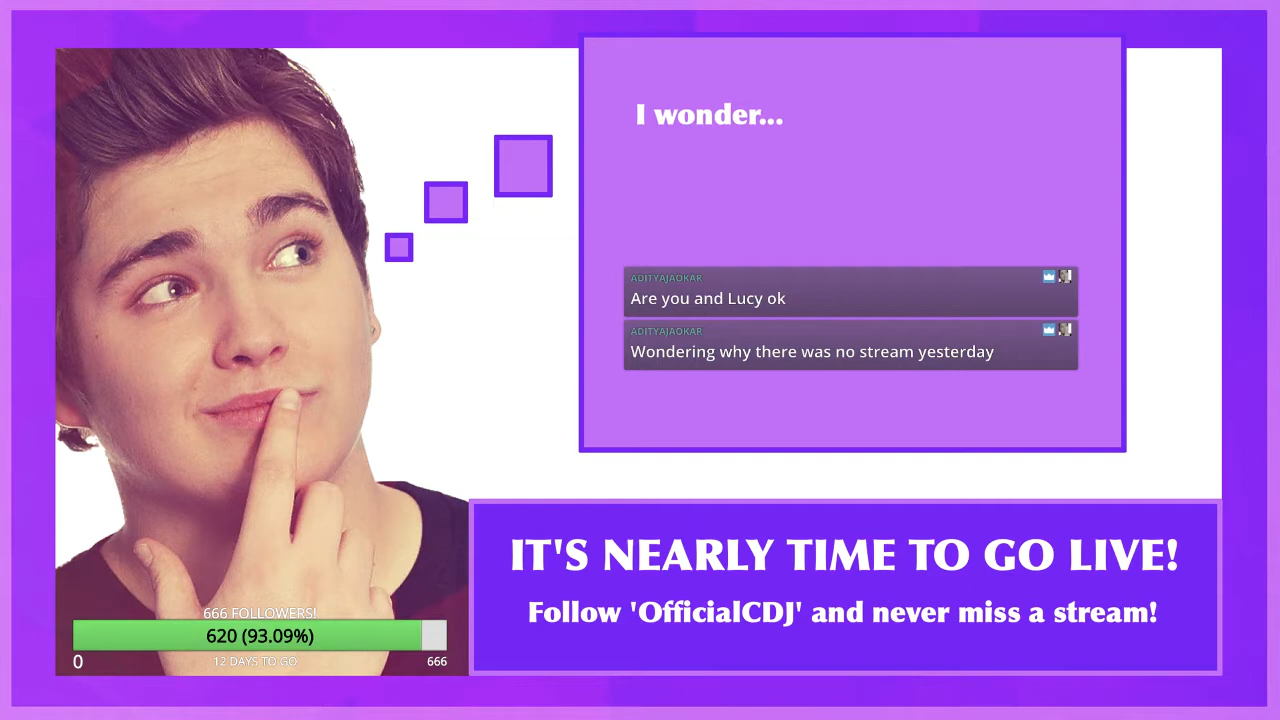 I wonder...
ADITYAJAOKAR
Are you and Lucy ok
ADITYAJAOKAR
Wondering why there was no stream yesterday
IT'S NEARLY TIME TO GO LIVE!
Follow 'OfficialCDJ' and never miss a stream!
666 FOLLOWERS!
620 (93.09%)
0 12 DAYS TO GO 666